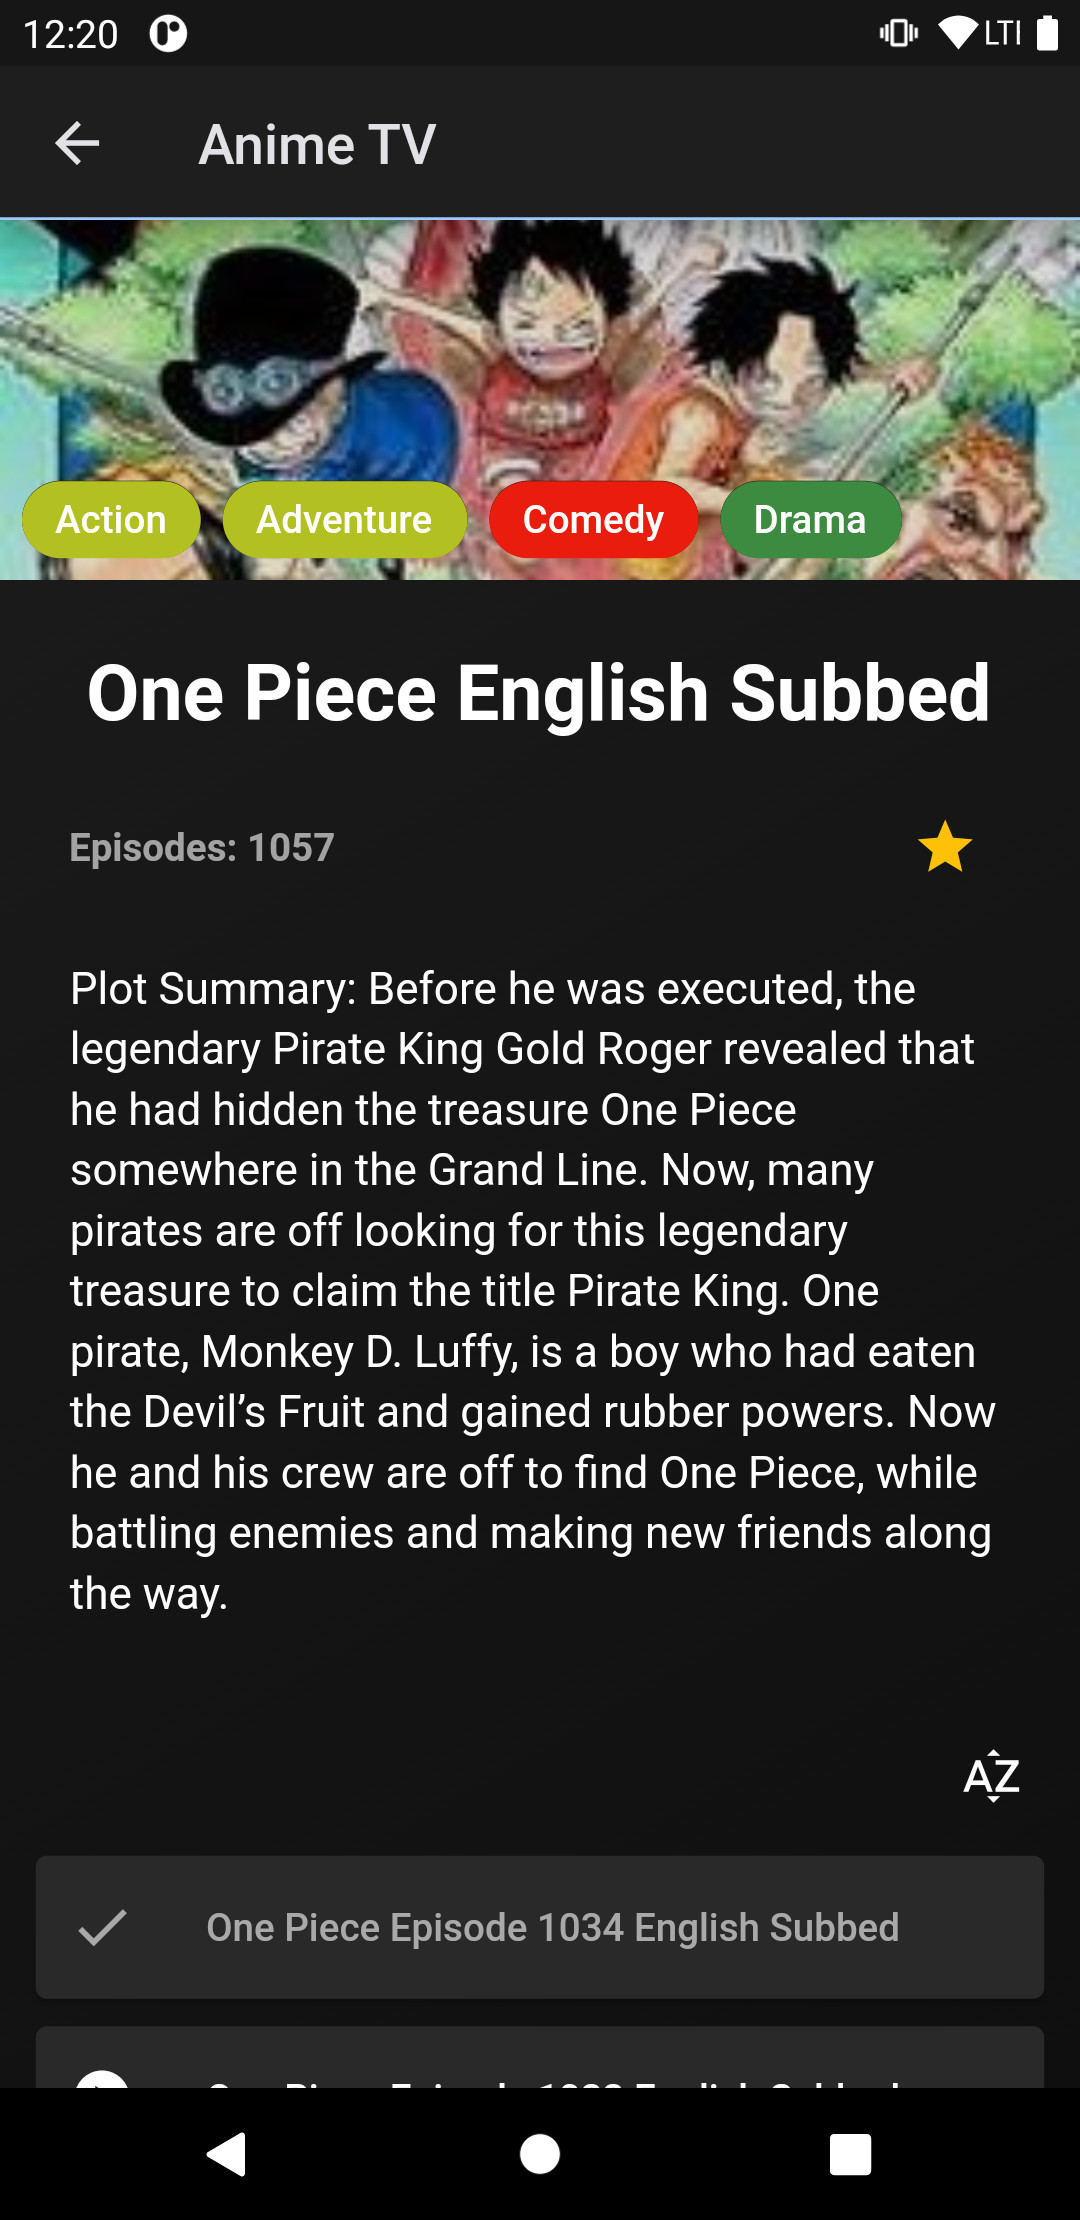 12:20
LTE
Anime TV
Action Adventure Comedy Drama
One Piece English Subbed
Episodes: 1057
Plot Summary: Before he was executed, the
legendary Pirate King Gold Roger revealed that
he had hidden the treasure One Piece
somewhere in the Grand Line. Now, many
pirates are off looking for this legendary
treasure to claim the title Pirate King. One
pirate, Monkey D. Luffy, is a boy who had eaten
the Devil’s Fruit and gained rubber powers. Now
he and his crew are off to find One Piece, while
battling enemies and making new friends along
the way.
AZ
One Piece Episode 1034 English Subbed
One Piece Episode English Subbed